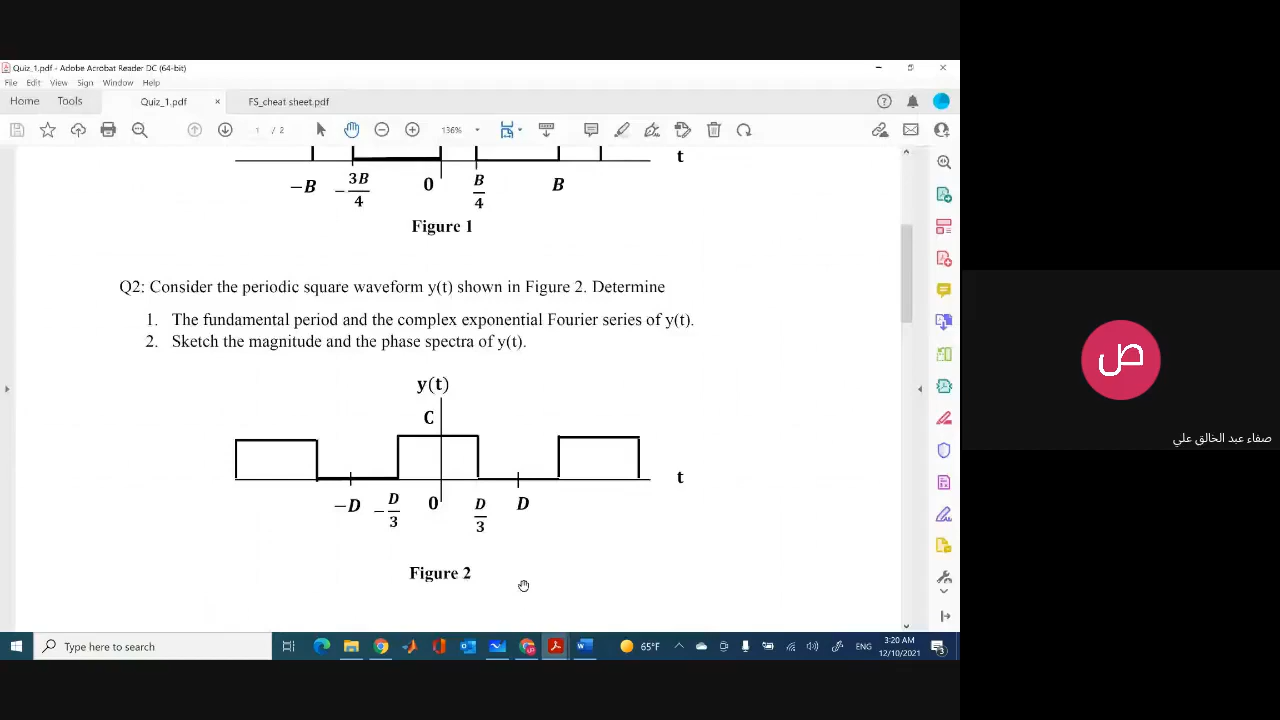 Quiz_1.pdf - Adobe Acrobat Reader DC (64-bit)
File Edit View Sign Window Help
Home Tools Quiz_1.pdf × FS_cheat sheet.pdf
1 / 2 136%
t
−B −3B/4 0 B/4 B
Figure 1
Q2: Consider the periodic square waveform y(t) shown in Figure 2. Determine
1. The fundamental period and the complex exponential Fourier series of y(t).
2. Sketch the magnitude and the phase spectra of y(t).
y(t)
C
t
−D −D/3 0 D/3 D
Figure 2
صفاء عبد الخالق علي
ص
Type here to search
65°F ENG 3:20 AM
12/10/2021
3